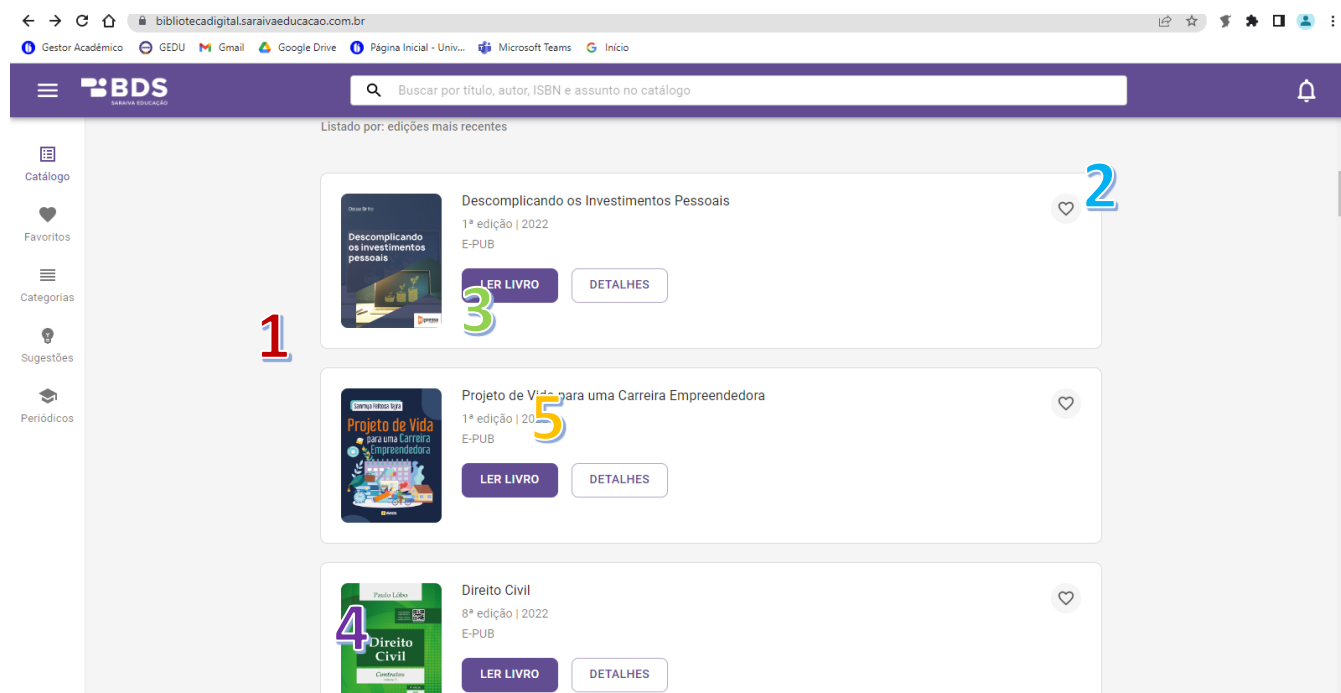 bibliotecadigital.saraivaeducacao.com.br
Gestor Acadêmico GEDU Gmail Google Drive Página Inicial - Univ... Microsoft Teams Início
BDS
SARAIVA EDUCAÇÃO
Buscar por título, autor, ISBN e assunto no catálogo
Listado por: edições mais recentes
Catálogo
Favoritos
Categorias
Sugestões
Periódicos
1
2
Descomplicando
os investimentos
pessoais
Descomplicando os Investimentos Pessoais
1ª edição | 2022
E-PUB
LER LIVRO DETALHES
3
Projeto de Vida
para uma Carreira
Empreendedora
Projeto de Vida para uma Carreira Empreendedora
1ª edição | 20
5
E-PUB
LER LIVRO DETALHES
Paulo Lôbo
4
Direito
Civil
Contratos
Direito Civil
8ª edição | 2022
E-PUB
LER LIVRO DETALHES